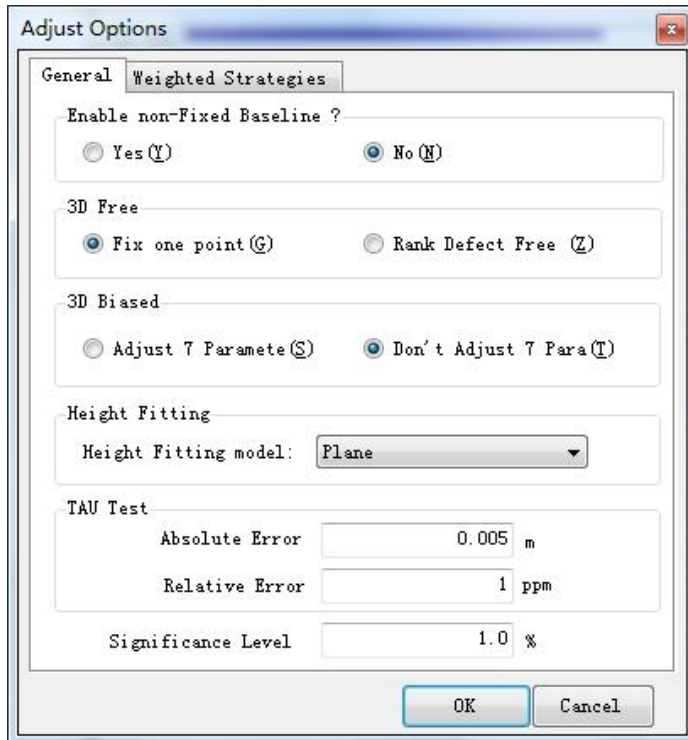 Adjust Options
General Weighted Strategies
Enable non-Fixed Baseline ?
Yes(Y) No(N)
3D Free
Fix one point(G) Rank Defect Free (Z)
3D Biased
Adjust 7 Paramete(S) Don't Adjust 7 Para(T)
Height Fitting
Height Fitting model: Plane
TAU Test
Absolute Error 0.005 m
Relative Error 1 ppm
Significance Level 1.0 %
OK Cancel